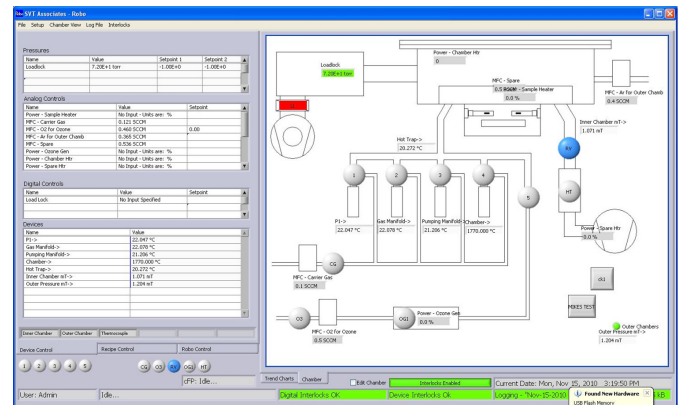 SVT Associates - Robo
File Setup Chamber View Log File Interlocks
Pressures
Name Value Setpoint 1 Setpoint 2
Loadlock 7.20E+1 torr -1.00E+0 -1.00E+0
Analog Controls
Name Value Setpoint
Power - Sample Heater No Input - Units are: %
MFC - Carrier Gas 0.121 SCCM
MFC - O2 for Ozone 0.460 SCCM 0.00
MFC - Ar for Outer Chamb 0.365 SCCM
MFC - Spare 0.536 SCCM
Power - Ozone Gen No Input - Units are: %
Power - Chamber Htr No Input - Units are: %
Power - Spare Htr No Input - Units are: %
Digital Controls
Name Value Setpoint
Load Lock No Input Specified
Devices
Name Value
P1-> 22.047 °C
Gas Manifold-> 22.078 °C
Pumping Manifold-> 21.206 °C
Chamber-> 1770.000 °C
Hot Trap-> 20.272 °C
Inner Chamber mT-> 1.071 mT
Outer Pressure mT-> 1.204 mT
Inner Chamber Outer Chamber Thermocouple
Device Control Recipe Control Robo Control
1 2 3 4 5 CG O3 RV OG1 HT
cFP: Idle...
User: Admin Idle...
Loadlock
7.20E+1 torr
Power - Chamber Htr
0
MFC - Spare
0.5 SCCM Power - Sample Heater
0.0 %
MFC - Ar for Outer Chamb
0.4 SCCM
Inner Chamber mT->
1.071 mT
Hot Trap->
20.272 °C
RV
1 2 3 4 5 HT
P1-> Gas Manifold-> Pumping Manifold-> Chamber->
22.047 °C 22.078 °C 21.206 °C 1770.000 °C
Power - Spare Htr
0.0 %
CG
MFC - Carrier Gas
0.1 SCCM
MIKES TEST
O3 OG1
Power - Ozone Gen
0.0 %
MFC - O2 for Ozone
0.5 SCCM
Outer Chambers
Outer Pressure mT->
1.204 mT
Trend Charts Chamber Edit Chamber Interlocks Enabled Current Date: Mon, Nov 15, 2010 3:19:50 PM
Digital Interlocks OK Device Interlocks Ok Logging - "Nov-15-2010 kB
Found New Hardware
USB Flash Memory